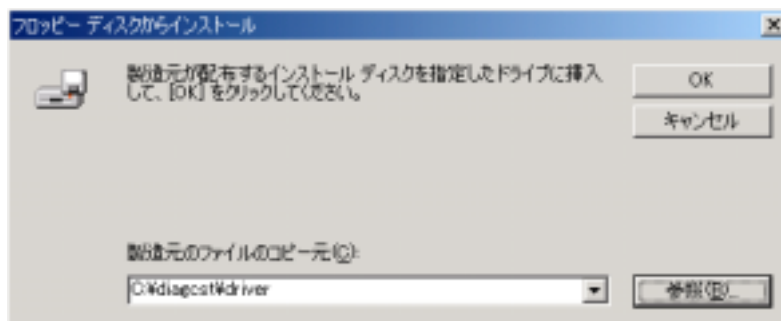 フロッピー ディスクからインストール
製造元が配布するインストール ディスクを指定したドライブに挿入
して、[OK] をクリックしてください。
OK
キャンセル
製造元のファイルのコピー元(C):
C:¥diagcst¥driver
参照(B)...